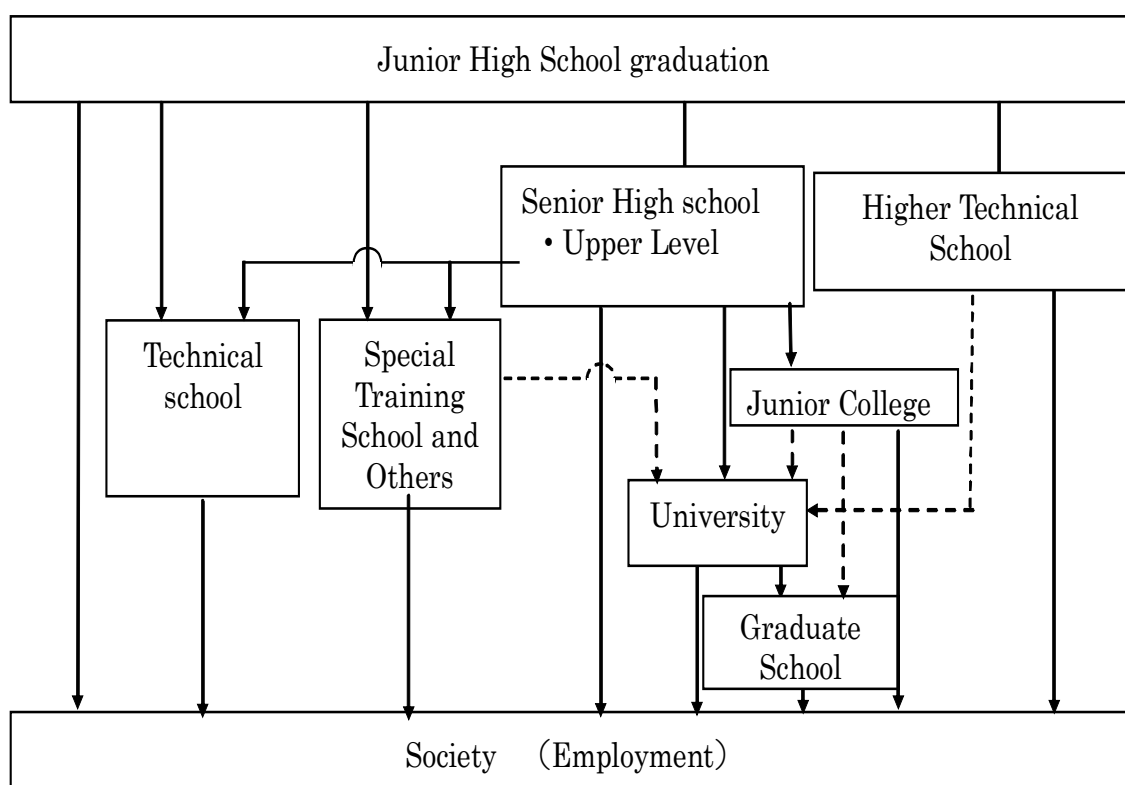 Junior High School graduation
Senior High school
・Upper Level
Higher Technical
School
Technical
school
Special
Training
School and
Others
Junior College
University
Graduate
School
Society （Employment）